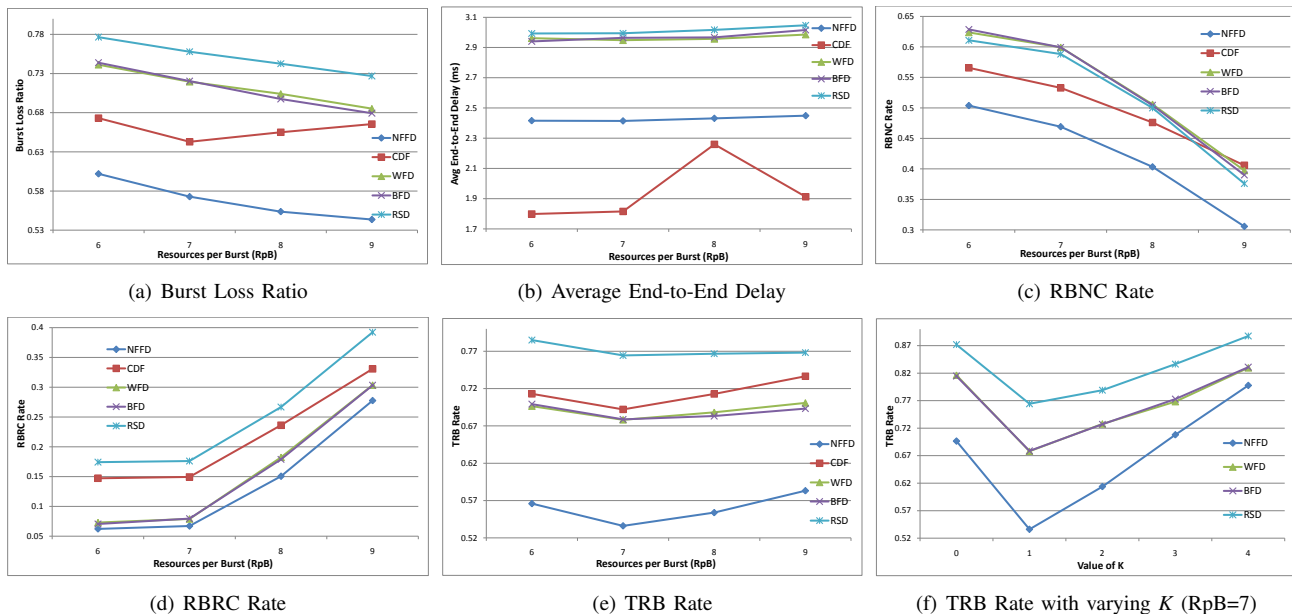 0.78
0.73
0.68
0.63
0.58
0.53
Burst Loss Ratio
6 7 8 9
Resources per Burst (RpB)
NFFD
CDF
WFD
BFD
RSD
(a) Burst Loss Ratio
3.1
2.9
2.7
2.5
2.3
2.1
1.9
1.7
Avg End-to-End Delay (ms)
6 7 8 9
Resources per Burst (RpB)
NFFD
CDF
WFD
BFD
RSD
(b) Average End-to-End Delay
0.65
0.6
0.55
0.5
0.45
0.4
0.35
0.3
RBNC Rate
6 7 8 9
Resources per Burst (RpB)
NFFD
CDF
WFD
BFD
RSD
(c) RBNC Rate
0.4
0.35
0.3
0.25
0.2
0.15
0.1
0.05
RBRC Rate
6 7 8 9
Resources per Burst (RpB)
NFFD
CDF
WFD
BFD
RSD
(d) RBRC Rate
0.77
0.72
0.67
0.62
0.57
0.52
TRB Rate
6 7 8 9
Resources per Burst (RpB)
NFFD
CDF
WFD
BFD
RSD
(e) TRB Rate
0.87
0.82
0.77
0.72
0.67
0.62
0.57
0.52
TRB Rate
0 1 2 3 4
Value of K
NFFD
WFD
BFD
RSD
(f) TRB Rate with varying K (RpB=7)